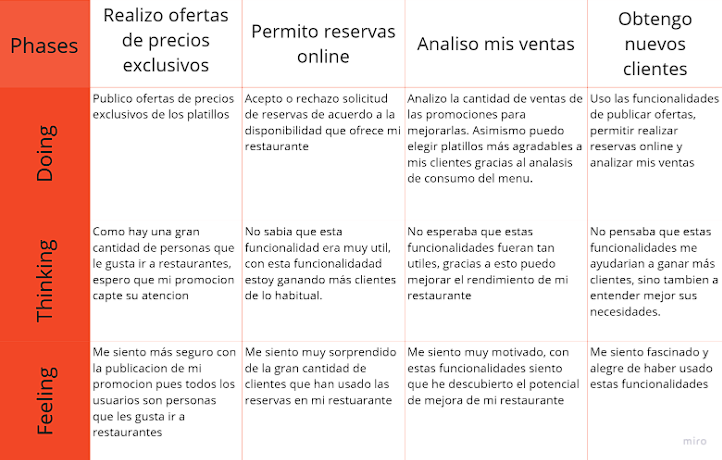 Phases
Realizo ofertas
de precios
exclusivos
Permito reservas
online
Analiso mis ventas
Obtengo
nuevos
clientes
Doing
Publico ofertas de precios
exclusivos de los platillos
Acepto o rechazo solicitud
de reservas de acuerdo a la
disponibilidad que ofrece mi
restaurante
Analizo la cantidad de ventas de
las promociones para
mejorarlas. Asimismo puedo
elegir platillos más agradables a
mis clientes gracias al analasis
de consumo del menu.
Uso las funcionalidades
de publicar ofertas,
permitir realizar
reservas online y
analizar mis ventas
Thinking
Como hay una gran
cantidad de personas que
le gusta ir a restaurantes,
espero que mi promocion
capte su atencion
No sabia que esta
funcionalidad era muy util,
con esta funcionalidadad
estoy ganando más clientes
de lo habitual.
No esperaba que estas
funcionalidades fueran tan
utiles, gracias a esto puedo
mejorar el rendimiento de mi
restaurante
No pensaba que estas
funcionalidades me
ayudarian a ganar más
clientes, sino tambien a
entender mejor sus
necesidades.
Feeling
Me siento más seguro con
la publicacion de mi
promocion pues todos los
usuarios son personas
que les gusta ir a
restaurantes
Me siento muy sorprendido
de la gran cantidad de
clientes que han usado las
reservas en mi restuarante
Me siento muy motivado, con
estas funcionalidades siento
que he descubierto el potencial
de mejora de mi restaurante
Me siento fascinado y
alegre de haber usado
estas funcionalidades
miro